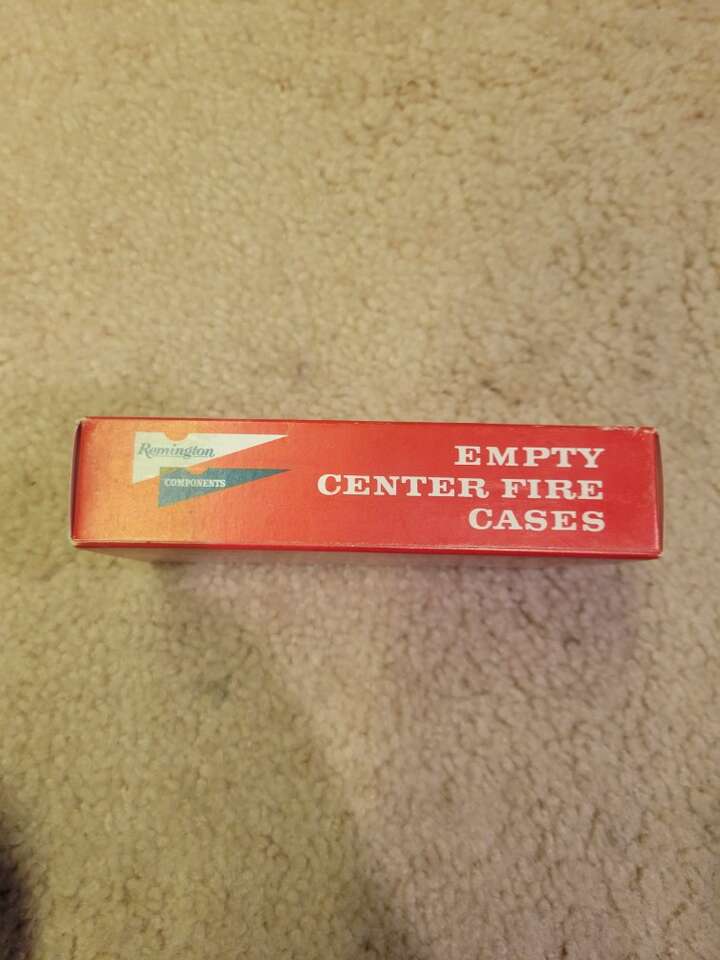 Remington
COMPONENTS
EMPTY
CENTER FIRE
CASES